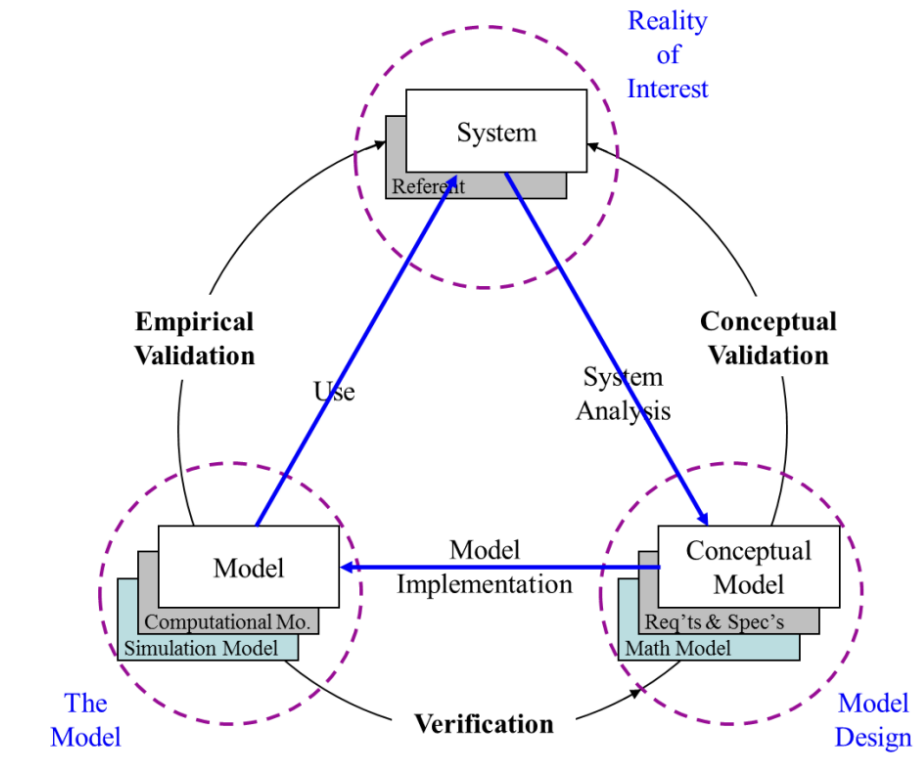 Reality
of
Interest
System
Referent
Empirical
Validation
Conceptual
Validation
Use
System
Analysis
Model
Computational Mo.
Simulation Model
Model
Implementation
Conceptual
Model
Req'ts & Spec's
Math Model
The
Model
Verification
Model
Design